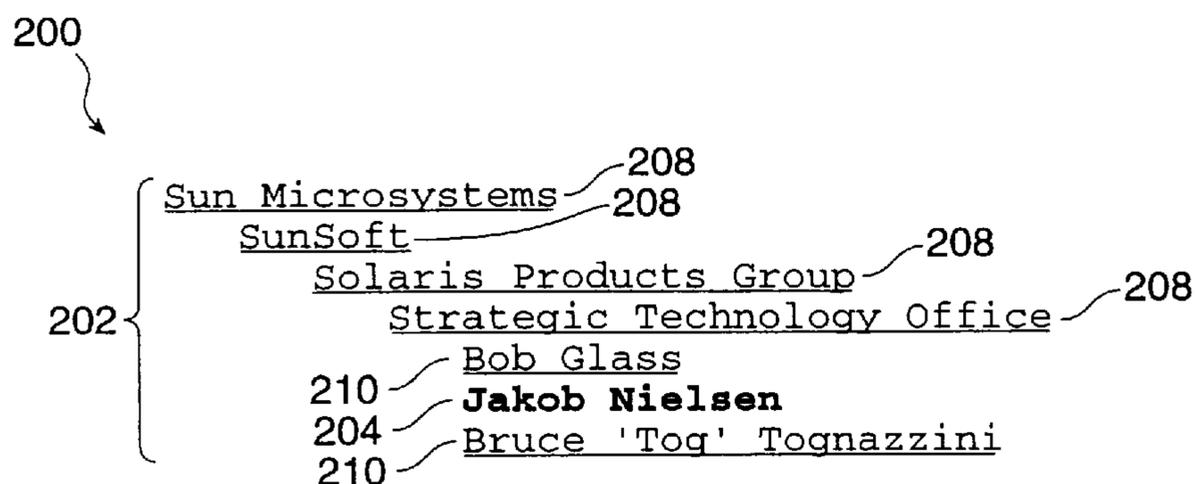 200
Sun Microsystems 208
SunSoft 208
Solaris Products Group 208
202 Strategic Technology Office 208
210 Bob Glass
204 Jakob Nielsen
210 Bruce 'Tog' Tognazzini